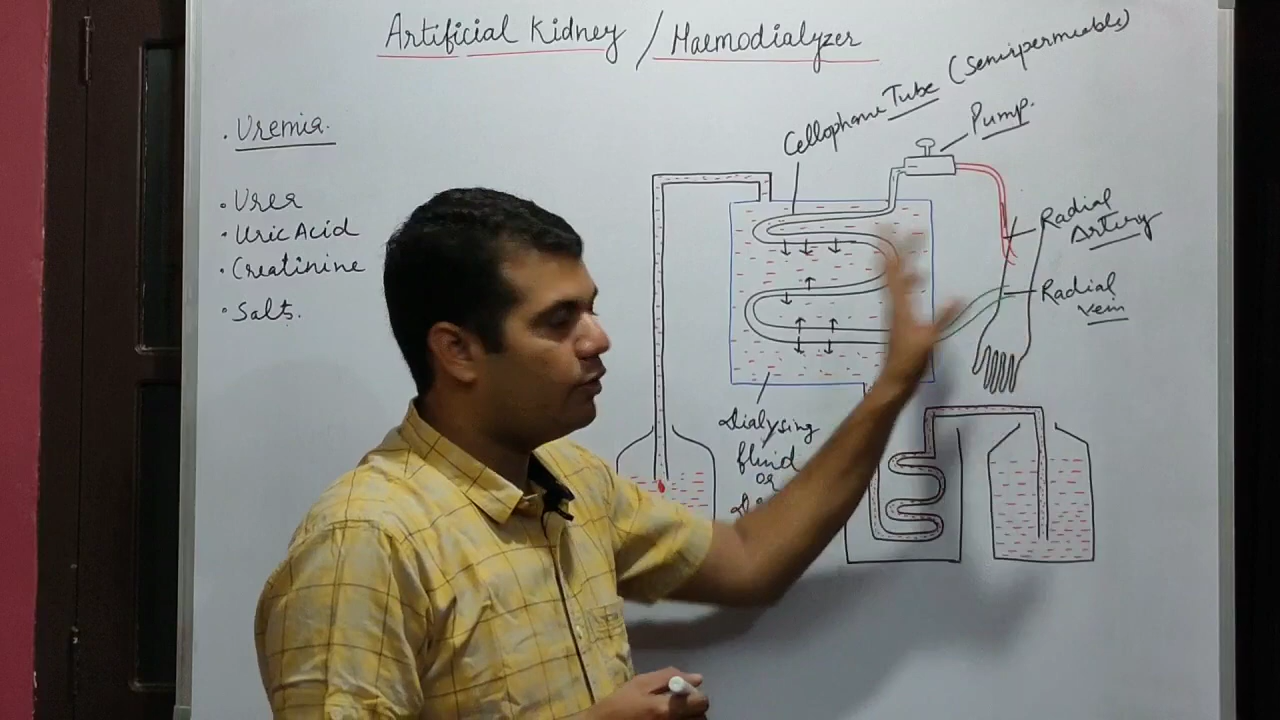 Artificial Kidney / Haemodialyzer
. Uremia.
. Urea
. Uric Acid
. Creatinine
. Salts.
Cellophane Tube (Semipermeable)
Pump.
Radial
Artery
Radial
vein
dialysing
fluid
or